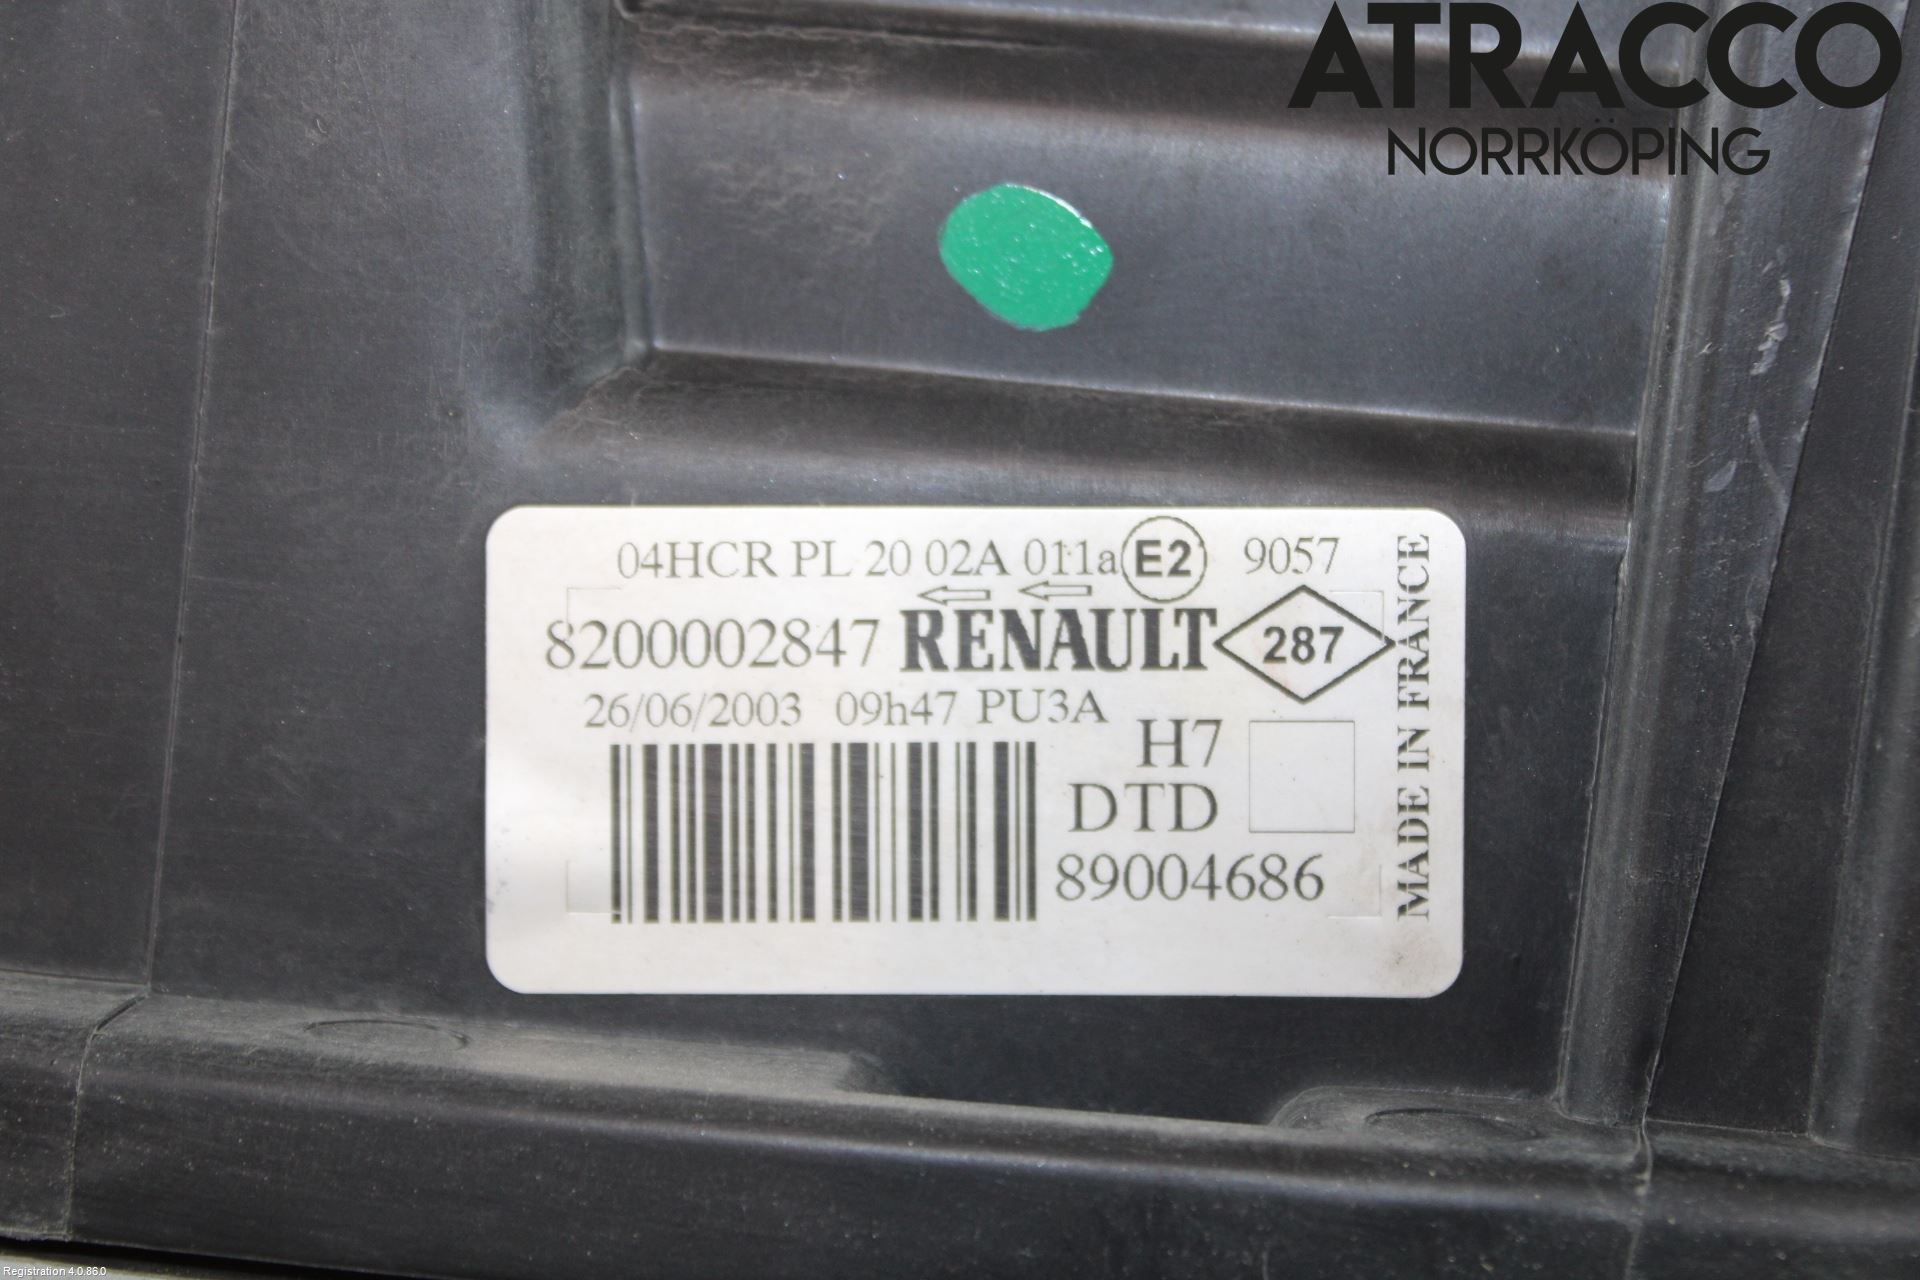 ATRACCO
NORRKÖPING
04HCR PL 20 02A 011a E2 9057
8200002847 RENAULT 287
26/06/2003 09h47 PU3A
H7
DTD
89004686
MADE IN FRANCE
Registration 4.0.86.0